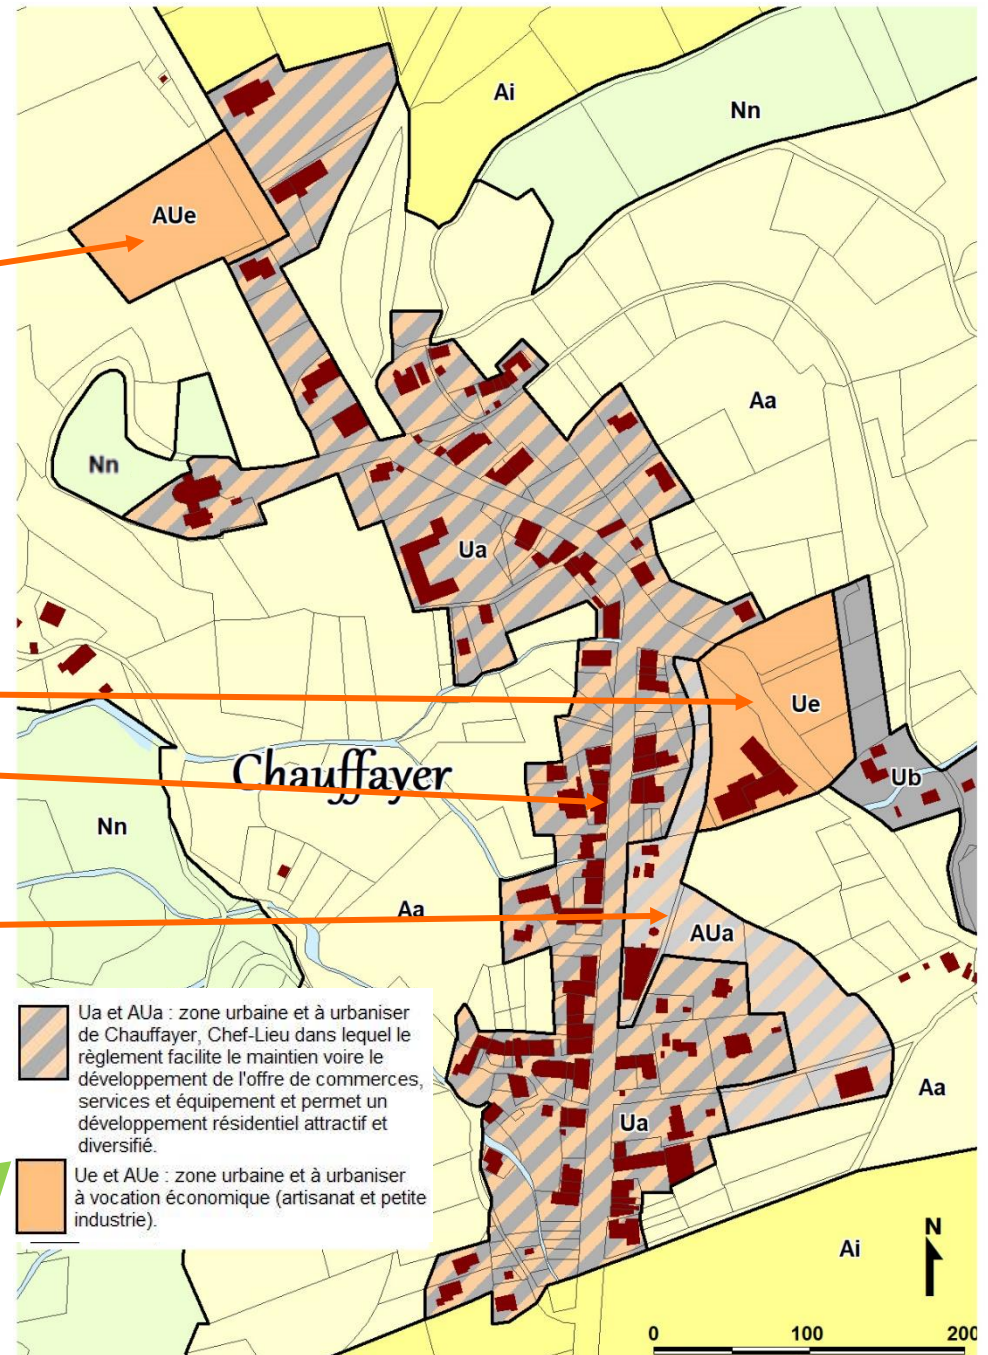 Ai
Nn
AUe
Aa
Nn
Ua
Ue
Ub
Chauffayer
Nn
Aa
AUa
Ua et AUa : zone urbaine et à urbaniser
de Chauffayer, Chef-Lieu dans lequel le
règlement facilite le maintien voire le
développement de l'offre de commerces,
services et équipement et permet un
développement résidentiel attractif et
diversifié.
Aa
Ua
Ue et AUe : zone urbaine et à urbaniser
à vocation économique (artisanat et petite
industrie).
N
Ai
0 100 200